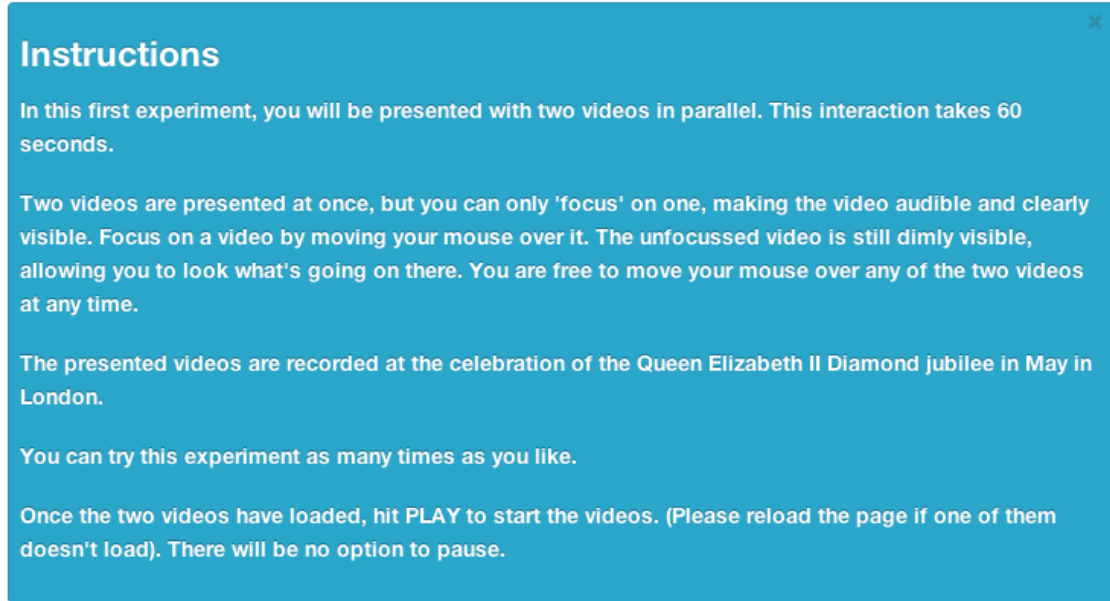 Instructions
In this first experiment, you will be presented with two videos in parallel. This interaction takes 60
seconds.
Two videos are presented at once, but you can only 'focus' on one, making the video audible and clearly
visible. Focus on a video by moving your mouse over it. The unfocussed video is still dimly visible,
allowing you to look what's going on there. You are free to move your mouse over any of the two videos
at any time.
The presented videos are recorded at the celebration of the Queen Elizabeth II Diamond jubilee in May in
London.
You can try this experiment as many times as you like.
Once the two videos have loaded, hit PLAY to start the videos. (Please reload the page if one of them
doesn't load). There will be no option to pause.